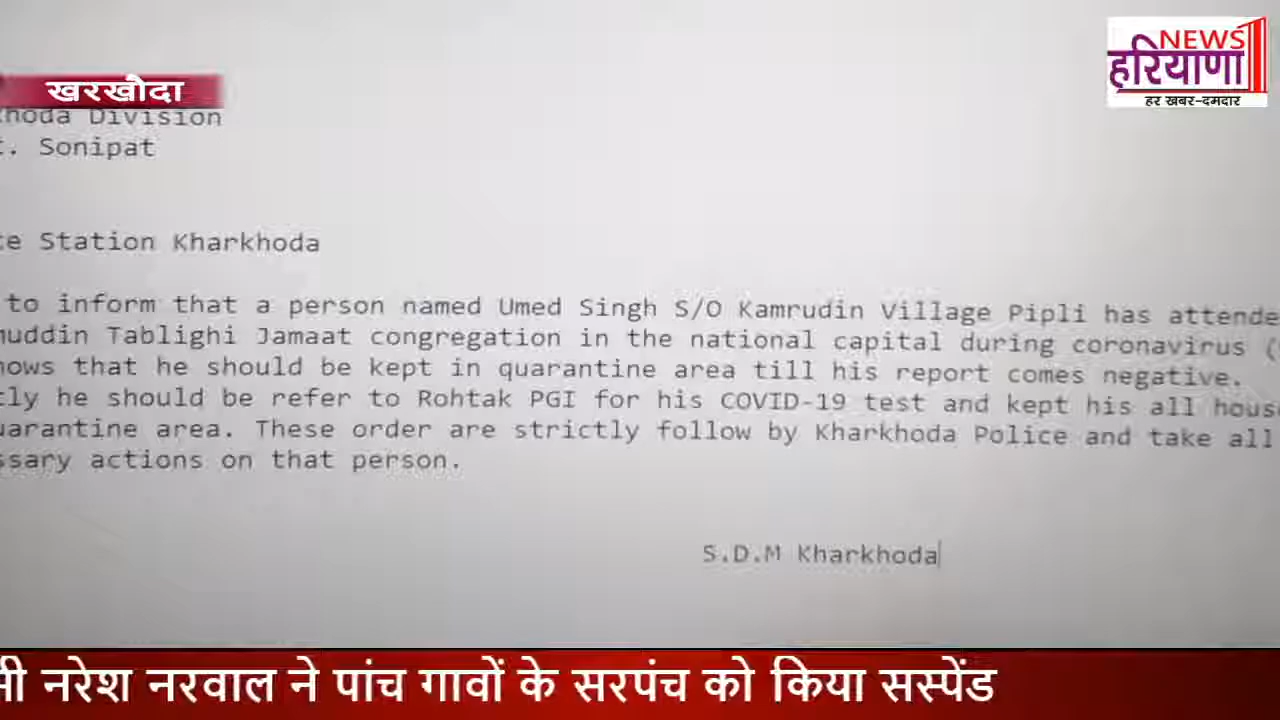 NEWS 1
हरियाणा
हर खबर-दमदार
खरखौदा
Division
Sonipat
Station Kharkhoda
to inform that a person named Umed Singh S/O Kamrudin Village Pipli has attende
uddin Tablighi Jamaat congregation in the national capital during coronavirus (
hows that he should be kept in quarantine area till his report comes negative.
tly he should be refer to Rohtak PGI for his COVID-19 test and kept his all hous
uarantine area. These order are strictly follow by Kharkhoda Police and take all
ssary actions on that person.
S.D.M Kharkhoda
नरेश नरवाल ने पांच गावों के सरपंच को किया सस्पेंड